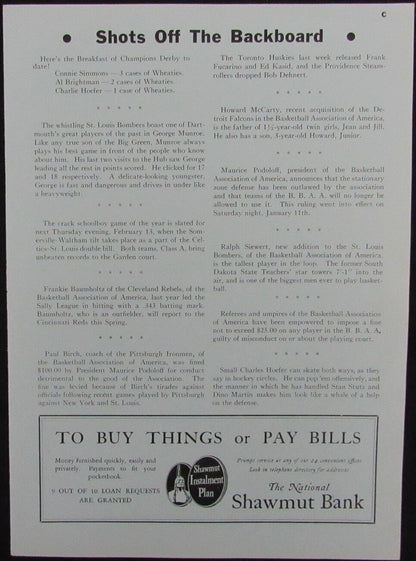 C
• Shots Off The Backboard •
Here's the Breakfast of Champions Derby to
date!
Connie Simmons — 3 cases of Wheaties.
Al Brightman — 2 cases of Wheaties.
Charlie Hoefer — 1 case of Wheaties.
* * * * *
The whistling St. Louis Bombers boast one of Dart-
mouth's great players of the past in George Munroe.
Like any true son of the Big Green, Munroe always
plays his best game in front of the people who know
about him. His last two visits to the Hub saw George
leading all the rest in points scored. He clicked for 17
and 18 respectively. A delicate-looking youngster,
George is fast and dangerous and drives in under like
a heavyweight.
* * * * *
The crack schoolboy game of the year is slated for
next Thursday evening, February 13, when the Som-
erville-Waltham tilt takes place as a part of the Cel-
tics-St. Louis double bill. Both teams, Class A, bring
unbeaten records to the Garden court.
* * * * *
Frankie Baumholtz of the Cleveland Rebels, of the
Basketball Association of America, last year led the
Sally League in hitting with a .343 batting mark.
Baumholtz, who is an outfielder, will report to the
Cincinnati Reds this Spring.
* * * * *
Paul Birch, coach of the Pittsburgh Ironmen, of
the Basketball Association of America, was fined
$100.00 by President Maurice Podoloff for conduct
detrimental to the good of the Association. The
fine was levied because of Birch's tirades against
officials following recent games played by Pittsburgh
against New York and St. Louis.
The Toronto Huskies last week released Frank
Fucarino and Ed Kasid, and the Providence Steam-
rollers dropped Bob Dehnert.
* * * * *
Howard McCarty, recent acquisition of the De-
troit Falcons in the Basketball Association of America,
is the father of 1½-year-old twin girls, Jean and Jill.
He also has a son, 3-year-old Howard, Junior.
* * * * *
Maurice Podoloff, president of the Basketball
Association of America, announces that the stationary
zone defense has been outlawed by the association
and that teams of the B. B. A. A. will no longer be
allowed to use it. This ruling went into effect on
Saturday night, January 11th.
* * * * *
Ralph Siewert, new addition to the St. Louis
Bombers, of the Basketball Association of America,
is the tallest player in the loop. The former South
Dakota State Teachers' star towers 7'-1" into the
air, and is one of the biggest men ever to play basket-
ball.
* * * * *
Referees and umpires of the Basketball Association
of America have been empowered to impose a fine
not to exceed $25.00 on any player in the B. B. A. A.
guilty of misconduct on or about the playing court.
* * * * *
Small Charles Hoefer can skate both ways, as they
say in hockey circles. He can pop 'em offensively, and
the manner in which he has handled Stan Stutz and
Dino Martin makes him look like a whale of a help
on the defense.
TO BUY THINGS or PAY BILLS
Money furnished quickly, easily and
privately. Payments to fit your
pocketbook.
9 OUT OF 10 LOAN REQUESTS
ARE GRANTED
Shawmut
Instalment
Plan
Prompt service at any of our 24 convenient offices
Look in telephone directory for addresses
The National
Shawmut Bank